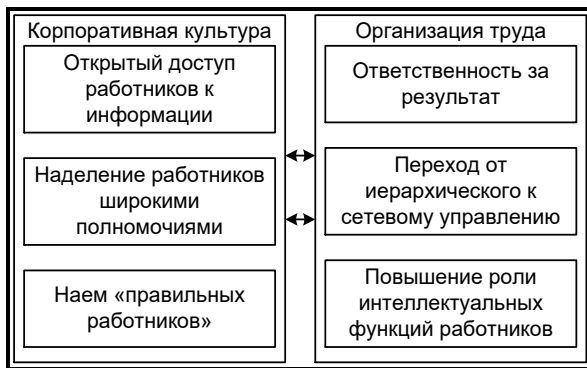 Корпоративная культура
Открытый доступ
работников к
информации
Наделение работников
широкими
полномочиями
Наем «правильных
работников»
Организация труда
Ответственность за
результат
Переход от
иерархического к
сетевому управлению
Повышение роли
интеллектуальных
функций работников